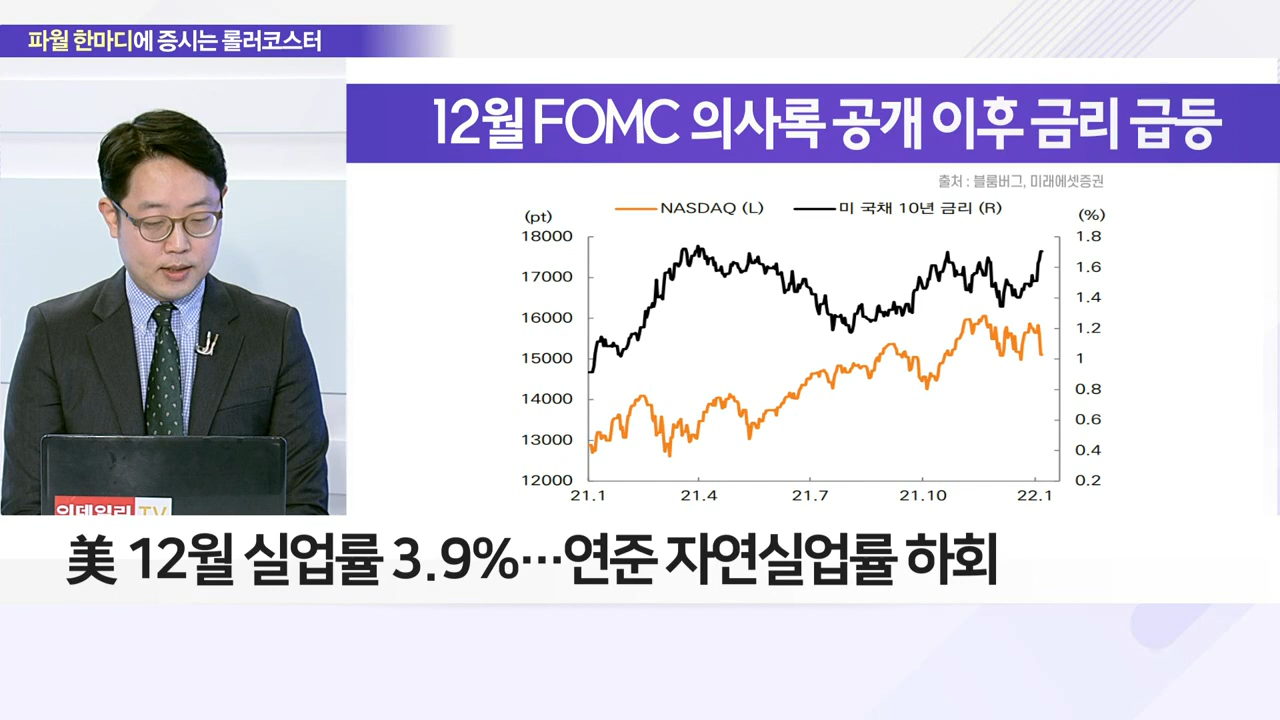 파월 한마디에 증시는 롤러코스터
12월 FOMC 의사록 공개 이후 금리 급등
출처 : 블룸버그, 미래에셋증권
(pt)
NASDAQ (L)
미 국채 10년 금리 (R)
(%)
18000
17000
16000
15000
14000
13000
12000
1.8
1.6
1.4
1.2
1
0.8
0.6
0.4
0.2
21.1
21.4
21.7
21.10
22.1
이데일리 TV
美 12월 실업률 3.9%…연준 자연실업률 하회